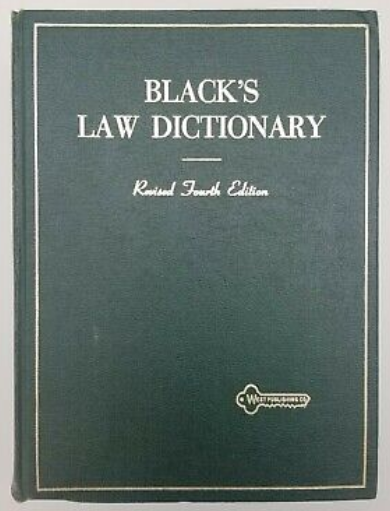 BLACK'S
LAW DICTIONARY
Revised Fourth Edition
WEST PUBLISHING CO